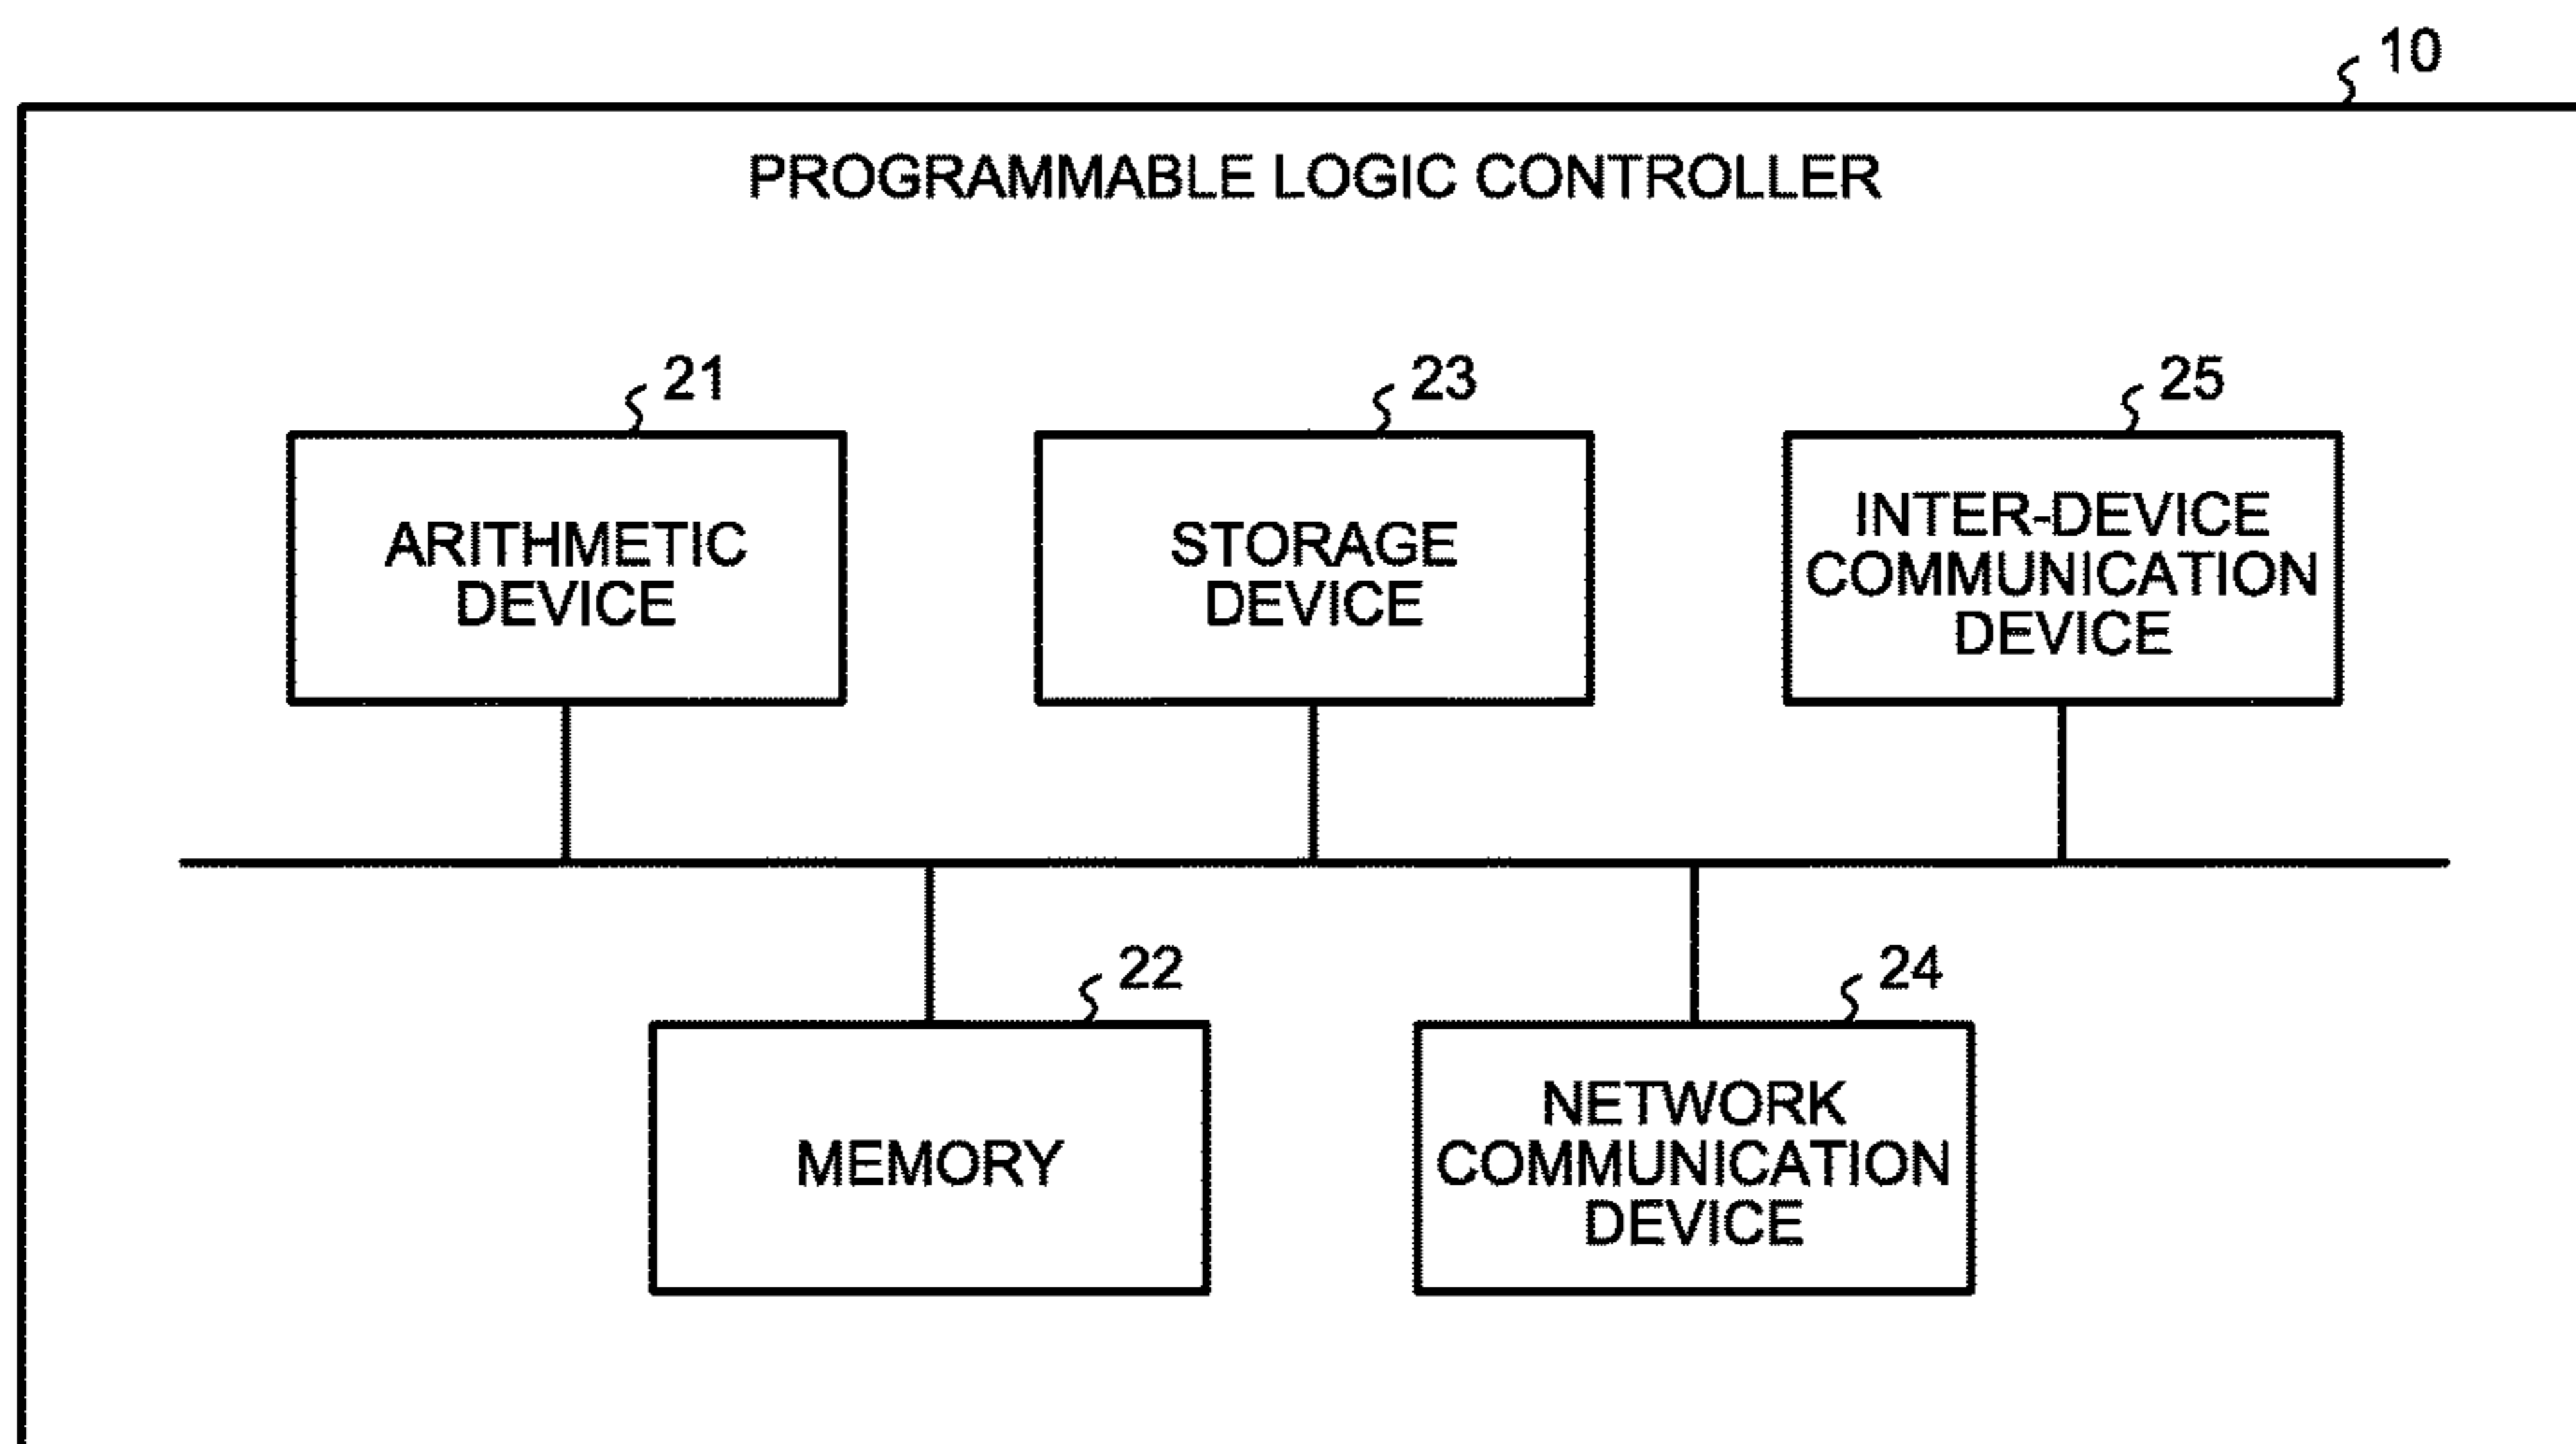 10
PROGRAMMABLE LOGIC CONTROLLER
21
ARITHMETIC
DEVICE
23
STORAGE
DEVICE
25
INTER-DEVICE
COMMUNICATION
DEVICE
22
MEMORY
24
NETWORK
COMMUNICATION
DEVICE